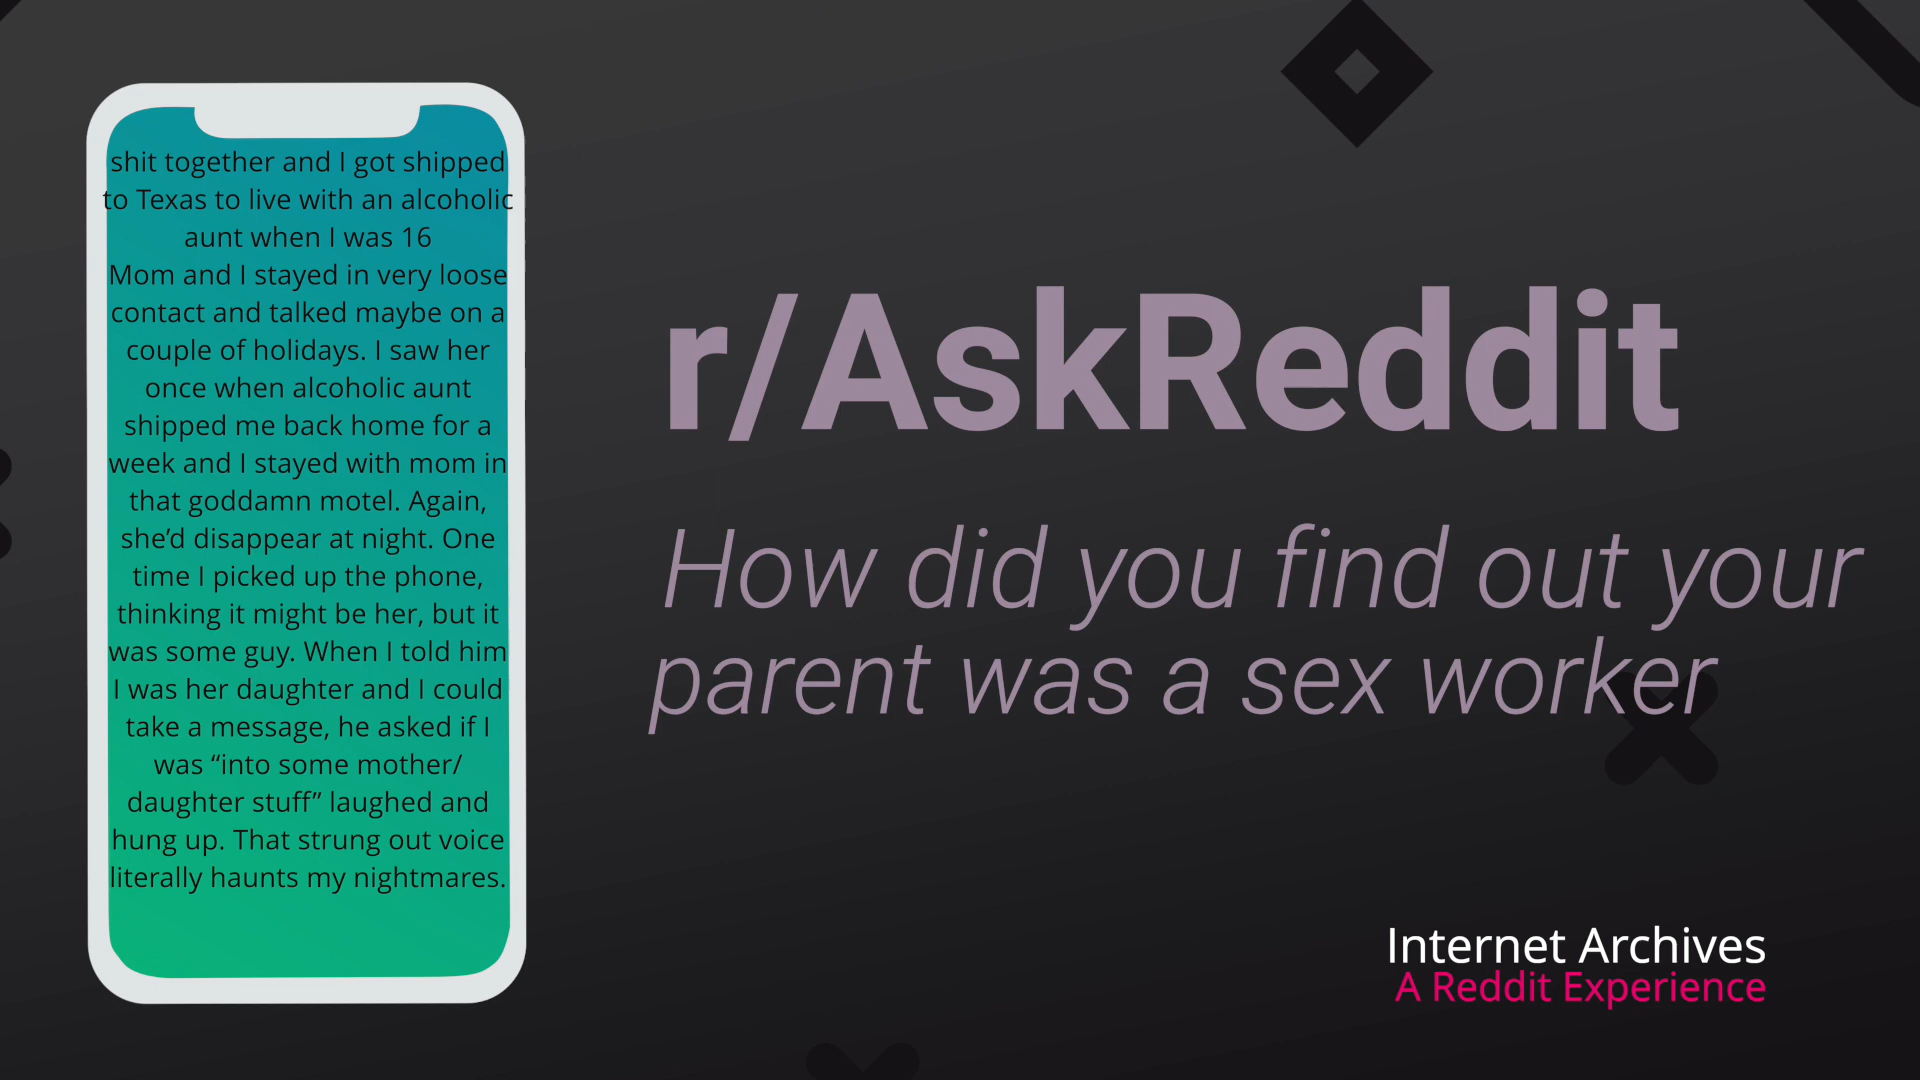 shit together and I got shipped
to Texas to live with an alcoholic
aunt when I was 16
Mom and I stayed in very loose
contact and talked maybe on a
couple of holidays. I saw her
once when alcoholic aunt
shipped me back home for a
week and I stayed with mom in
that goddamn motel. Again,
she’d disappear at night. One
time I picked up the phone,
thinking it might be her, but it
was some guy. When I told him
I was her daughter and I could
take a message, he asked if I
was “into some mother/
daughter stuff” laughed and
hung up. That strung out voice
literally haunts my nightmares.
r/AskReddit
How did you find out your
parent was a sex worker
Internet Archives
A Reddit Experience